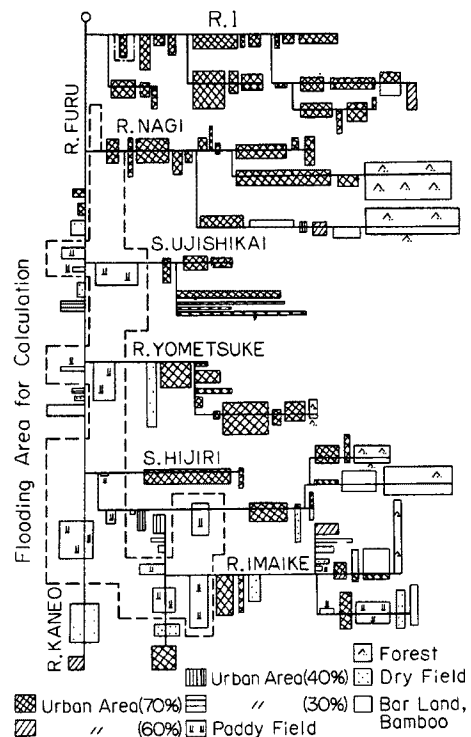 R.1
R. FURU
R. NAGI
S. UJISHIKAI
Flooding Area for Calculation
R. YOMETSUKE
S. HIJIRI
R. IMAIKE
R. KANEO
Urban Area(40%)
Forest
Dry Field
Urban Area(70%)
〃 (30%)
Bar Land, Bamboo
〃 (60%)
Paddy Field